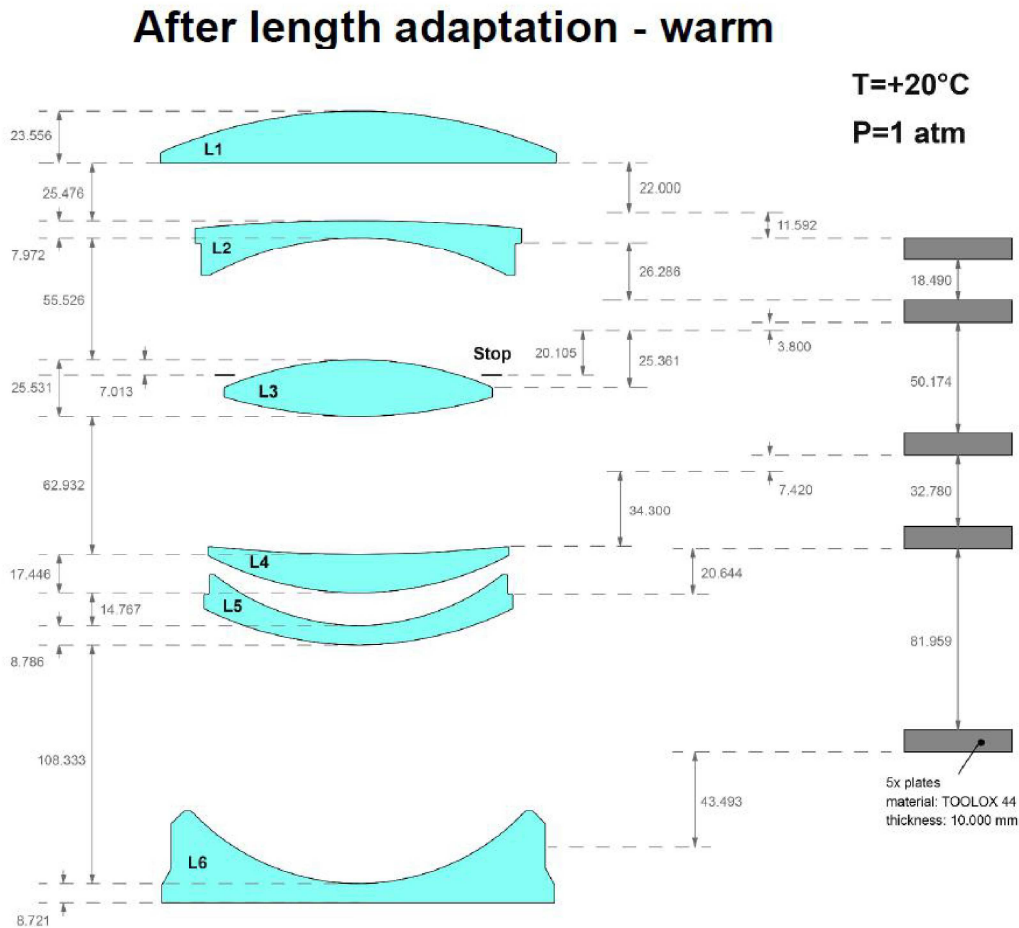 After length adaptation - warm
T=+20°C
P=1 atm
23.556
L1
25.476
22.000
11.592
7.972
L2
26.286
18.490
55.526
Stop
20.105
25.361
3.800
25.531
7.013
L3
50.174
62.932
34.300
7.420
32.780
17.446
L4
20.644
14.767
L5
8.786
81.959
108.333
43.493
5x plates
material: TOOLOX 44
thickness: 10.000 mm
L6
8.721